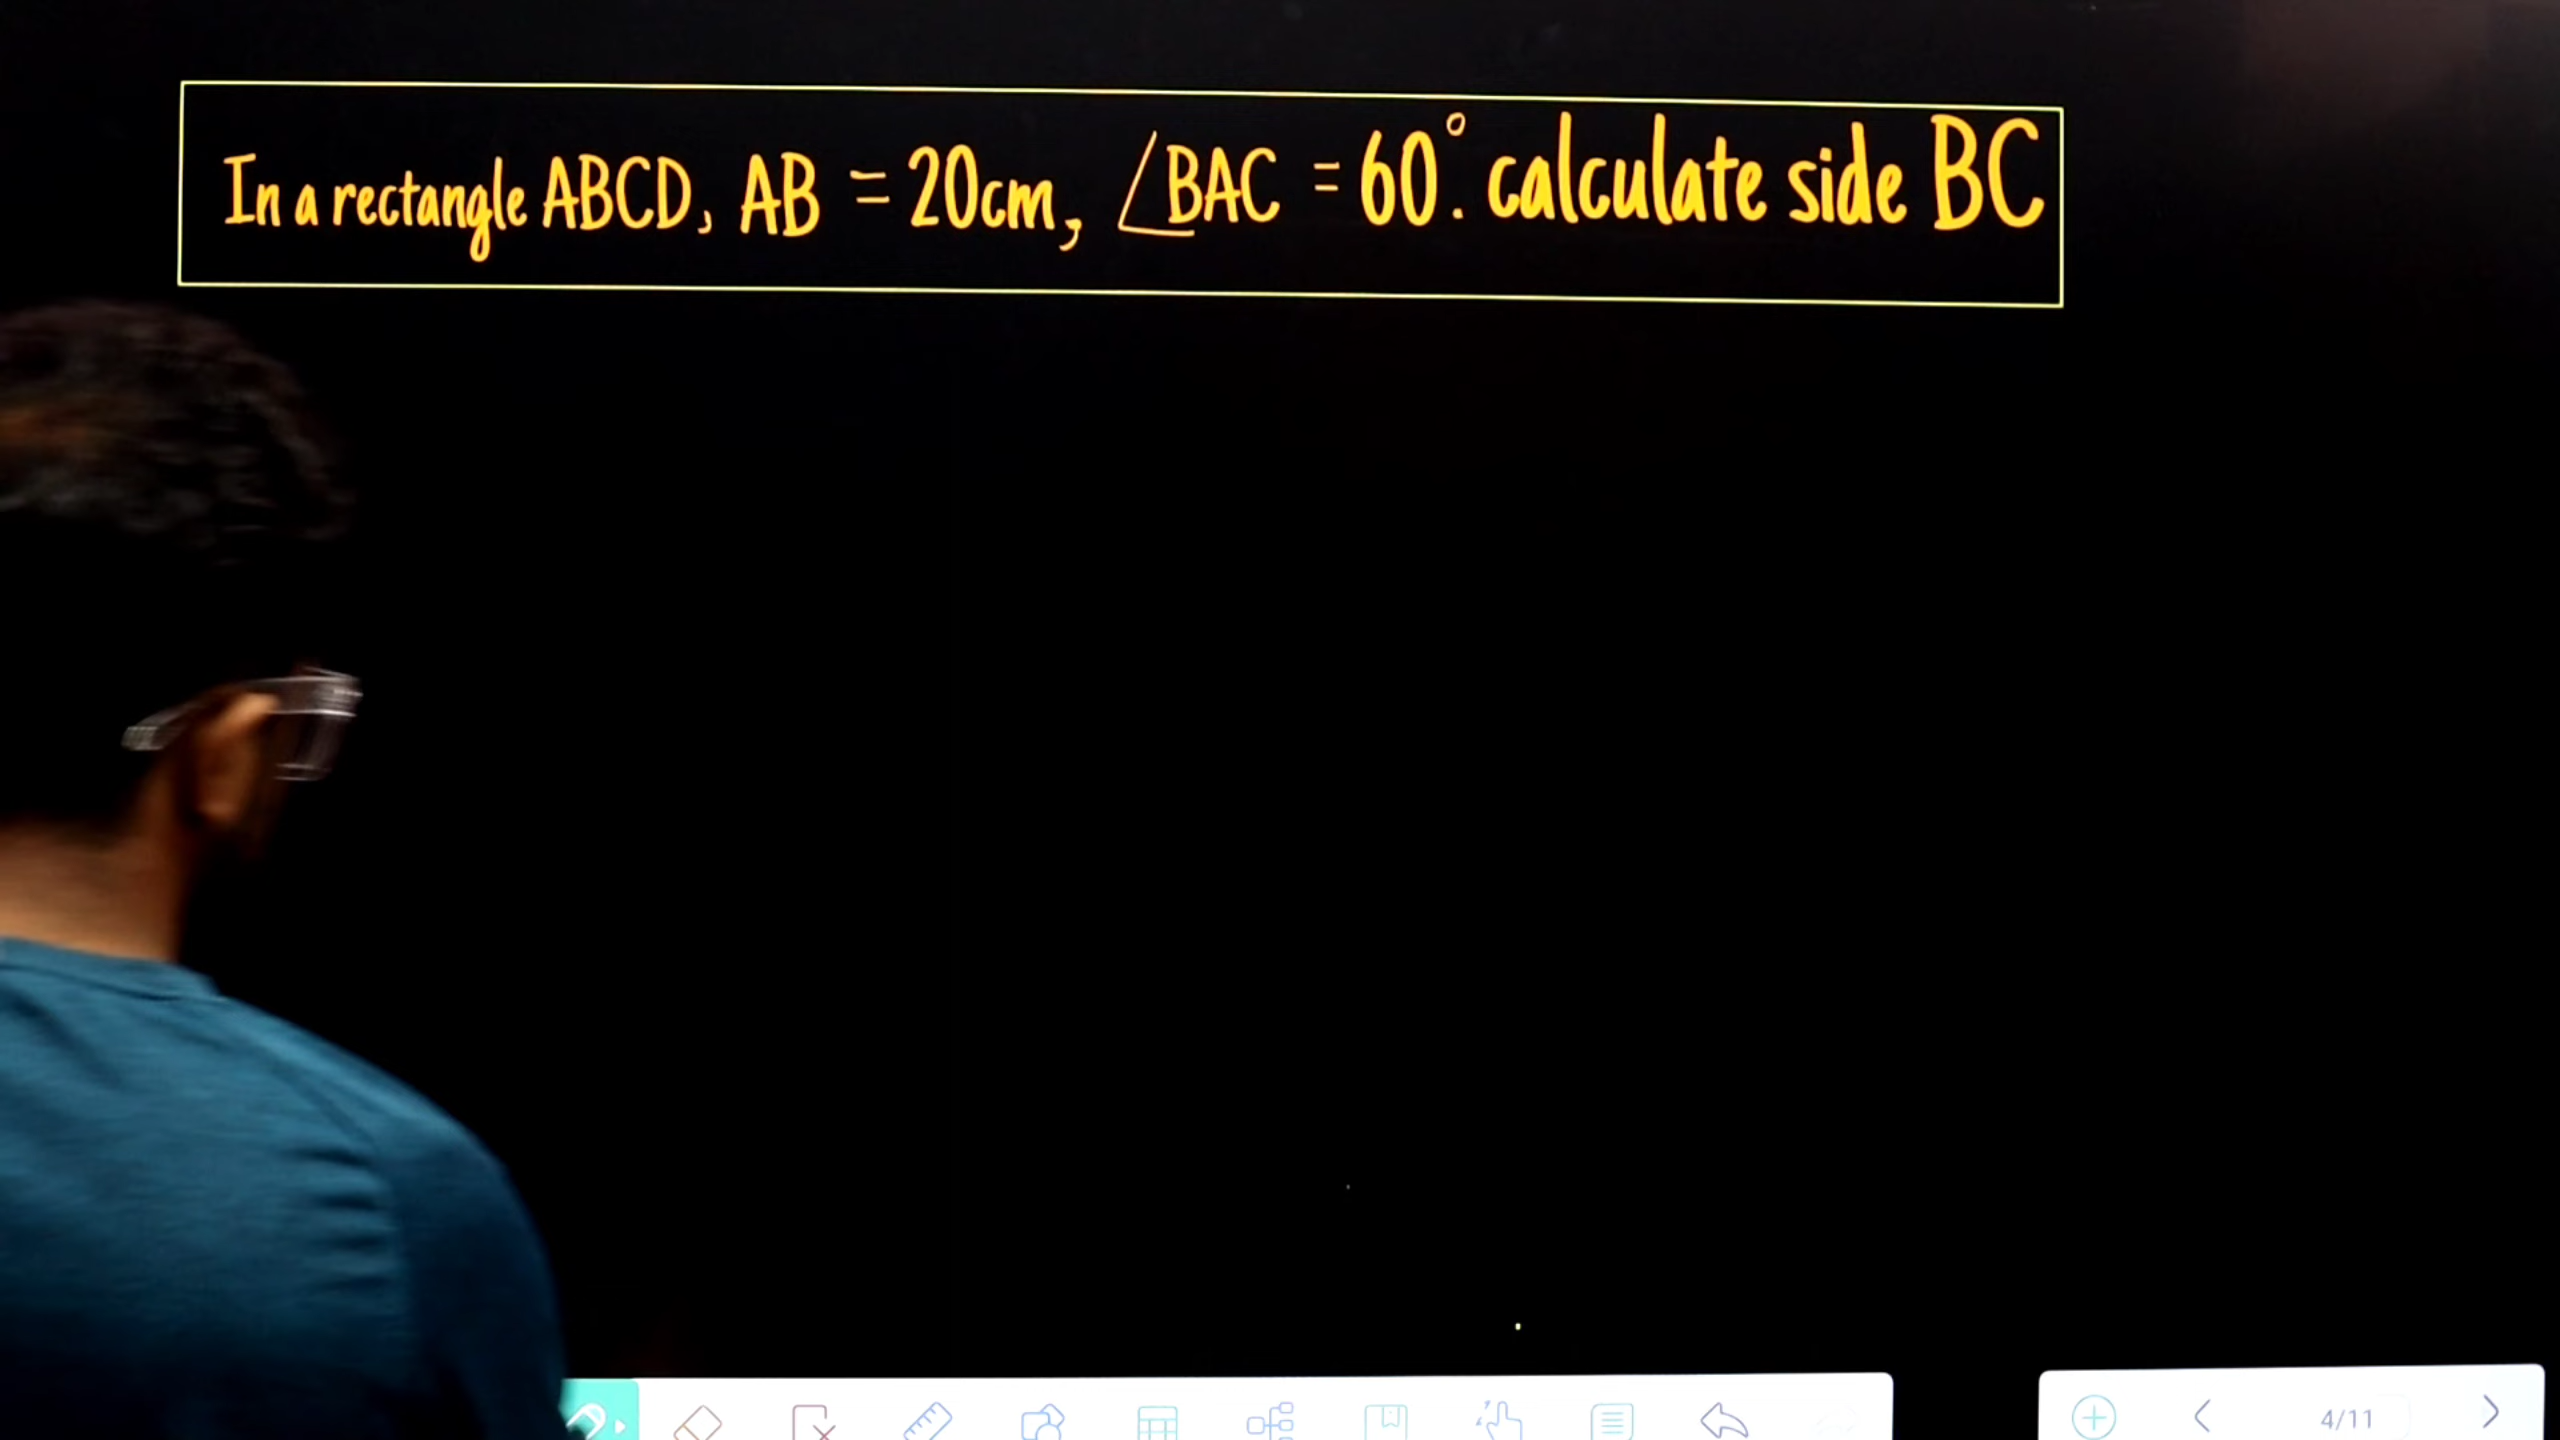 In a rectangle ABCD, AB = 20cm, ∠BAC = 60°. calculate side BC
4/11